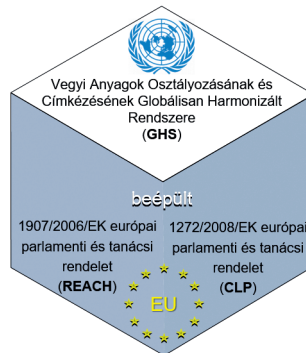 Vegyi Anyagok Osztályozásának és
Címkézésének Globálisan Harmonizált
Rendszere
(GHS)
beépült
1907/2006/EK európai
parlamenti és tanácsi
rendelet
(REACH)
1272/2008/EK európai
parlamenti és tanácsi
rendelet
(CLP)
EU